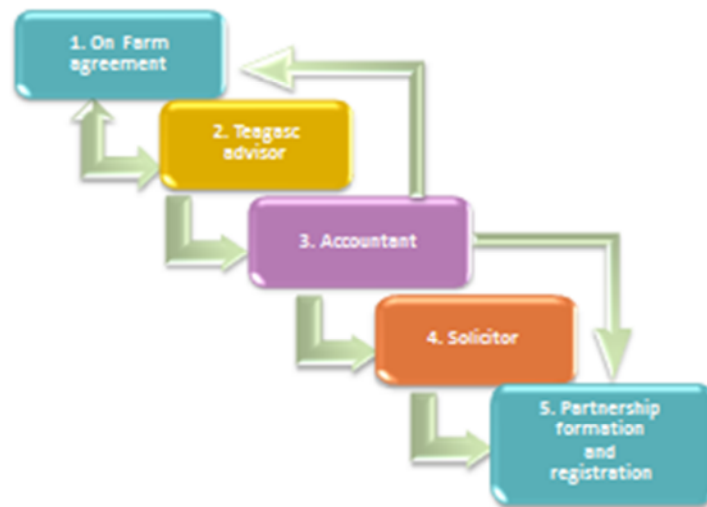 1. On Farm
agreement
2. Teagasc
advisor
3. Accountant
4. Solicitor
5. Partnership
formation
and
registration